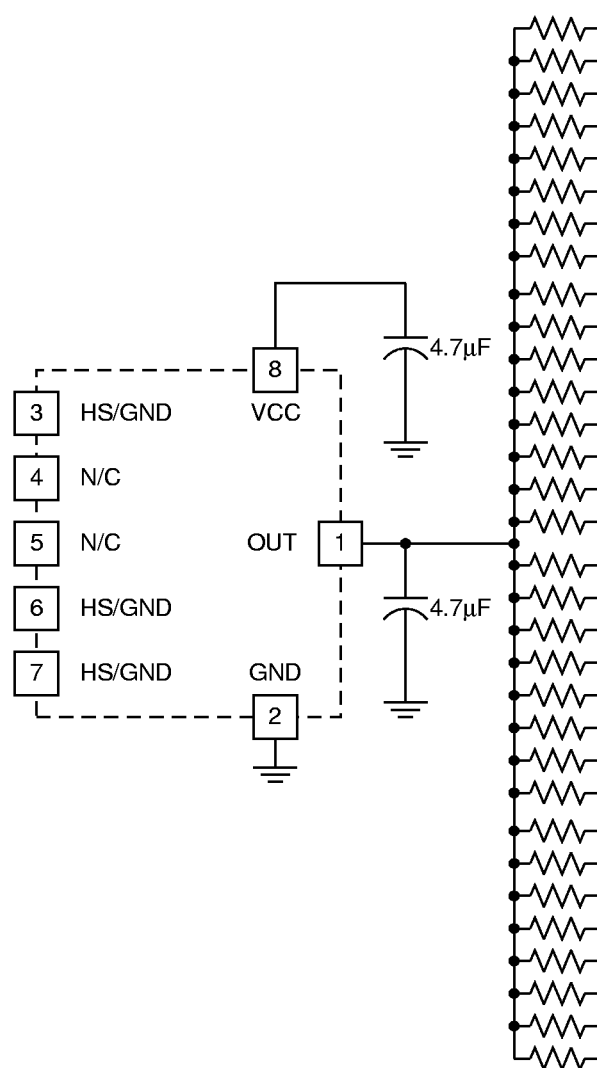 8
4.7μF
VCC
3 HS/GND
4 N/C
5 N/C
OUT 1
6 HS/GND
4.7μF
7 HS/GND
GND
2